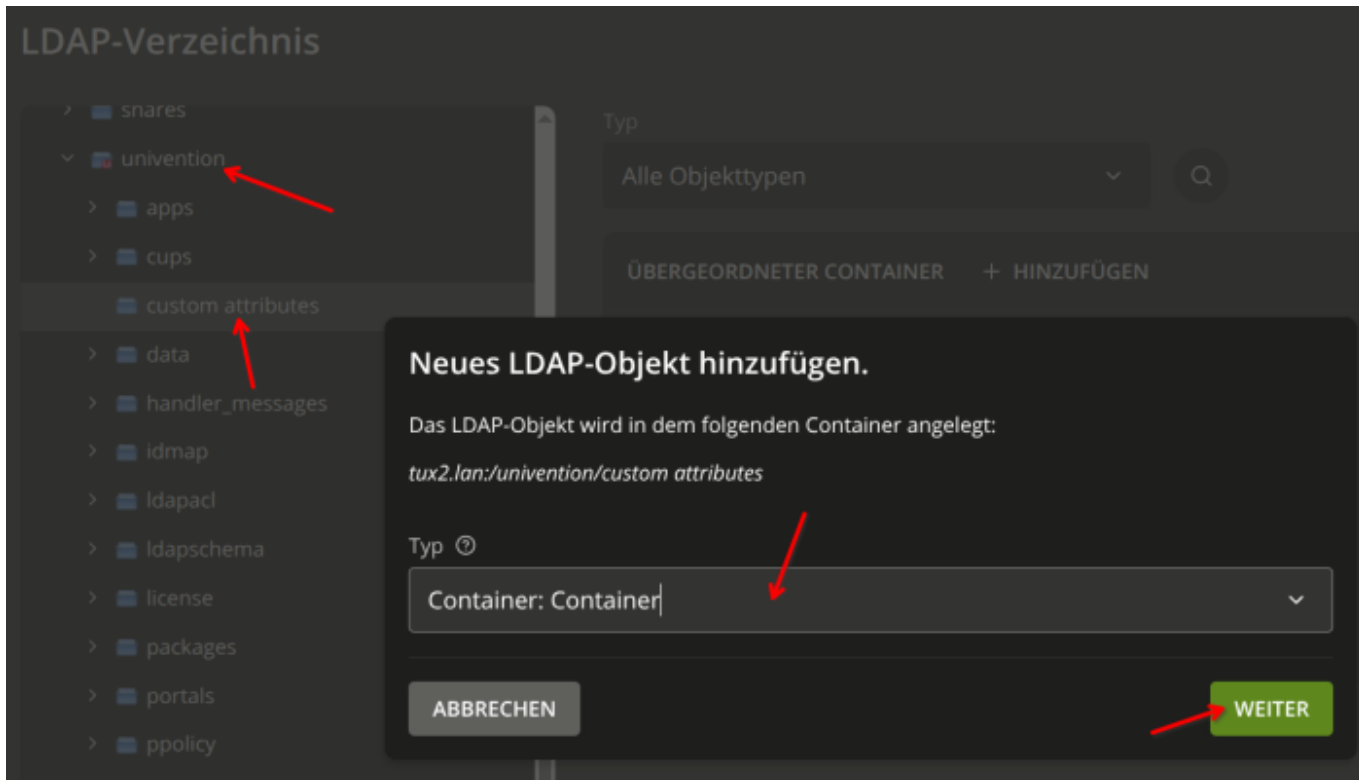 LDAP-Verzeichnis
shares
univention
apps
cups
custom attributes
data
handler_messages
idmap
ldapacl
ldapschema
license
packages
portals
ppolicy
Typ
Alle Objekttypen
ÜBERGEORDNETER CONTAINER + HINZUFÜGEN
Neues LDAP-Objekt hinzufügen.
Das LDAP-Objekt wird in dem folgenden Container angelegt:
tux2.lan:/univention/custom attributes
Typ ?
Container: Container
ABBRECHEN
WEITER